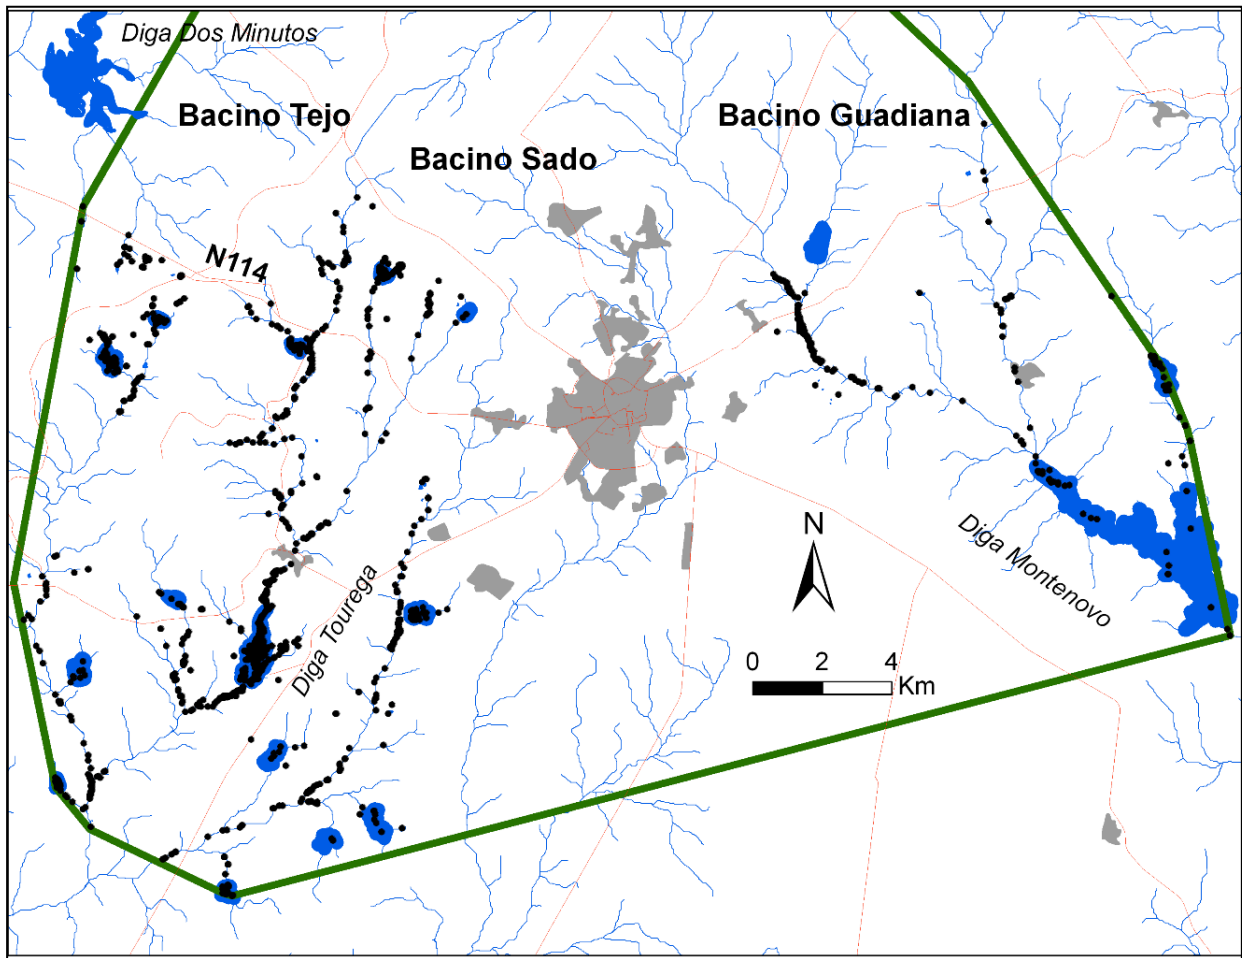 Diga Dos Minutos
Bacino Tejo
Bacino Guadiana
Bacino Sado
N114
N
Diga Montenovo
Diga Tourega
0 2 4
Km